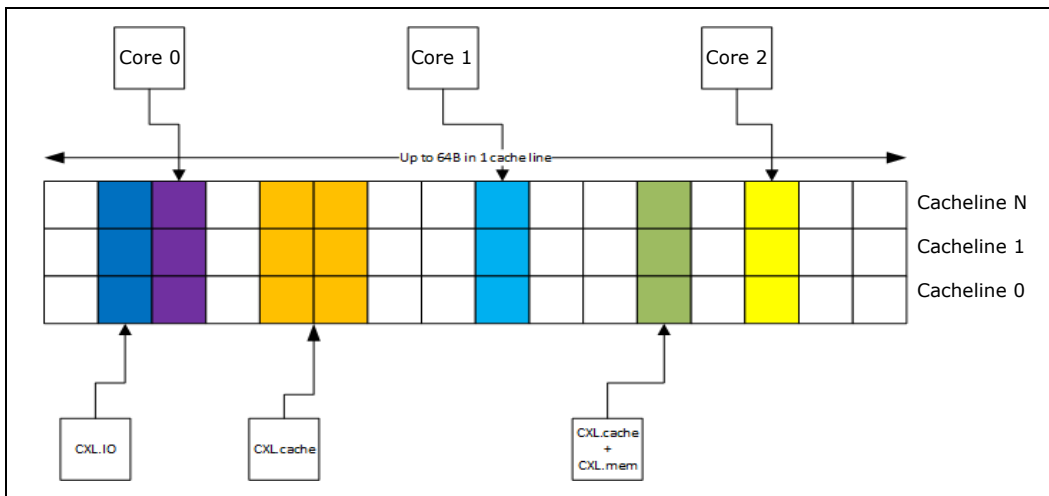 Core 0
Core 1
Core 2
Up to 64B in 1 cache line
Cacheline N
Cacheline 1
Cacheline 0
CXL.IO
CXL.cache
CXL.cache
+
CXL.mem